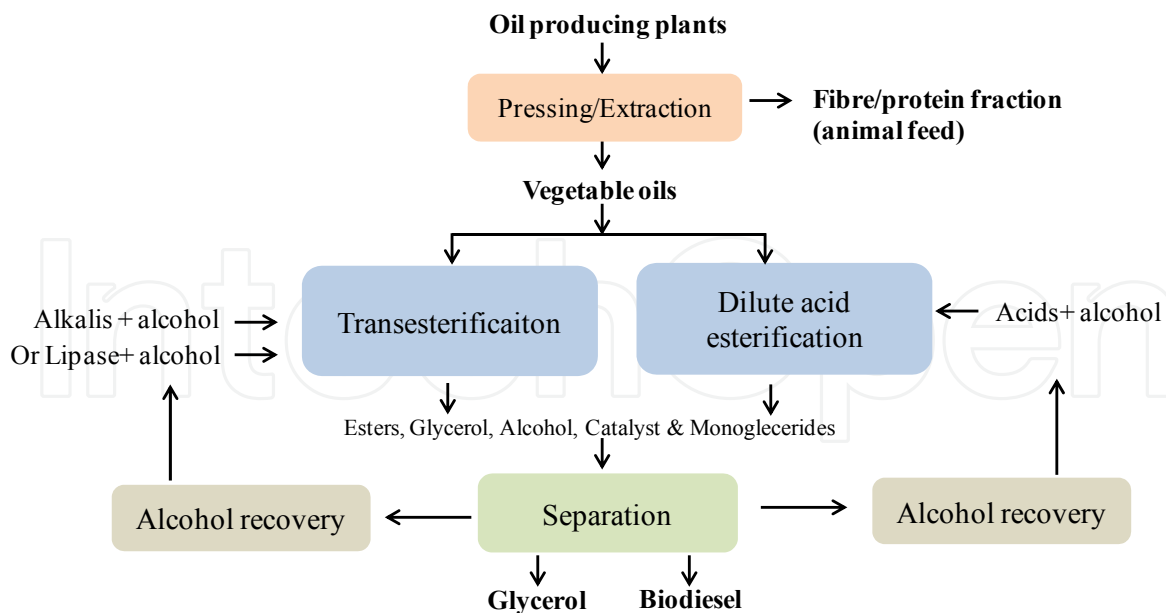 Oil producing plants
Pressing/Extraction
Fibre/protein fraction
(animal feed)
Vegetable oils
Transesterificaiton
Dilute acid
esterification
Alkalis + alcohol
Or Lipase+ alcohol
Acids+ alcohol
IntechOpen
Esters, Glycerol, Alcohol, Catalyst & Monoglecerides
Alcohol recovery
Separation
Alcohol recovery
Glycerol
Biodiesel